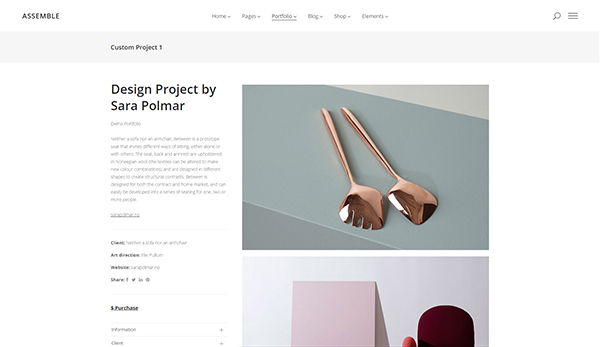 ASSEMBLE
Home Pages Portfolio Blog Shop Elements
Custom Project 1
Design Project by
Sara Polmar
Demo Portfolio
Neither a sofa nor an armchair, Between is a prototype
seat that invites different ways of sitting, either alone or
with others. The seat, back and armrest are upholstered
in Norwegian wool (the textiles can be altered to make
new colour combinations) and are designed in different
shapes to create structural contrasts. Between is
designed for both the contract and home market, and can
easily be developed into a series of seating for one, two or
more people.
sarapolmar.no
Client: Neither a sofa nor an armchair
Art direction: Elle Pullum
Website: sarapolmar.no
Share:
$ Purchase
Information +
Client +